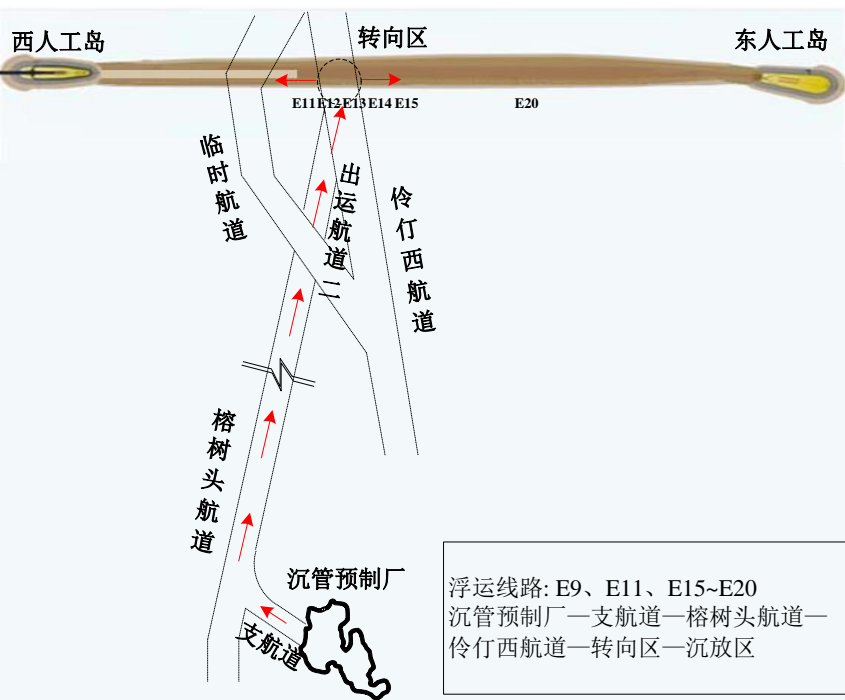 西人工岛
转向区
东人工岛
E11 E12 E13 E14 E15
E20
临时航道
出运航道二
伶仃西航道
榕树头航道
沉管预制厂
支航道
浮运线路: E9、E11、E15~E20
沉管预制厂—支航道—榕树头航道—
伶仃西航道—转向区—沉放区